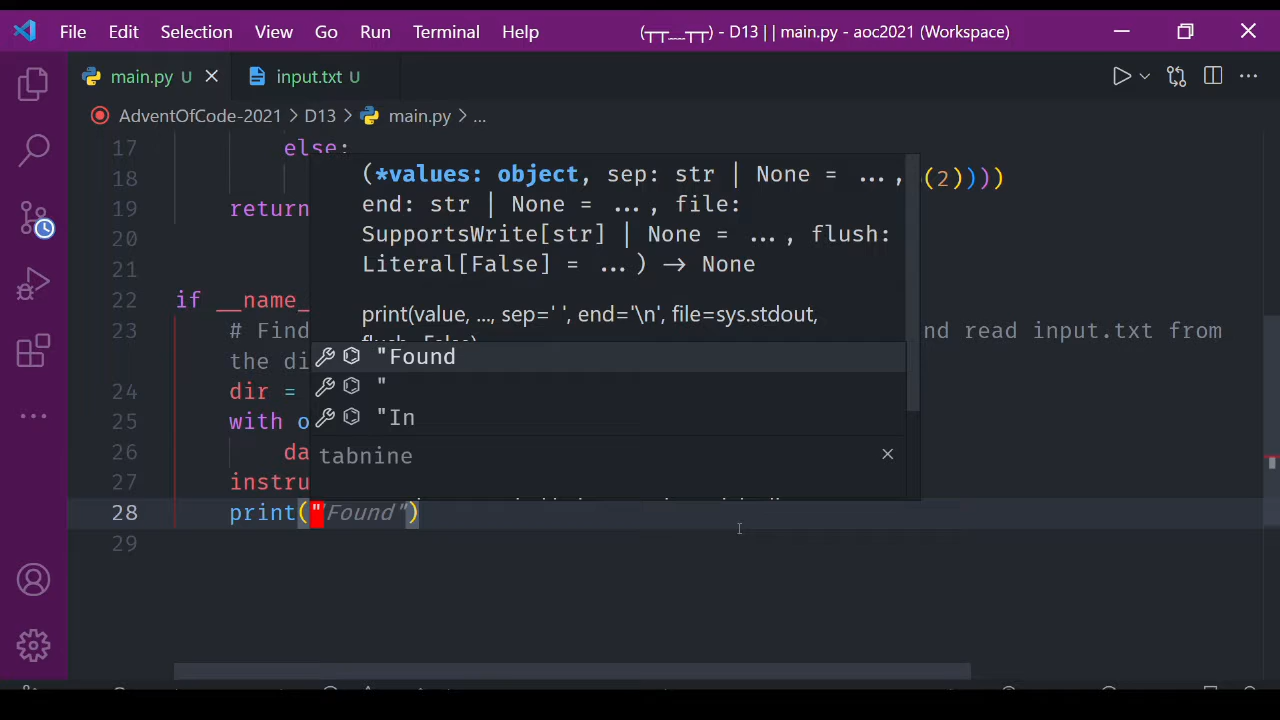 File Edit Selection View Go Run Terminal Help (┬┬﹏┬┬) - D13 | | main.py - aoc2021 (Workspace)
main.py U input.txt U
AdventOfCode-2021 > D13 > main.py > ...
17 else:
18 (2))))
19 return
20
21
22 if __name_
23 # Find nd read input.txt from
the di
24 dir =
25 with o
26 da
27 instru
28 print("Found")
29
(*values: object, sep: str | None = ...,
end: str | None = ..., file:
SupportsWrite[str] | None = ..., flush:
Literal[False] = ...) -> None
print(value, ..., sep=' ', end='\n', file=sys.stdout,
flush=False)
"Found
"
"In
tabnine